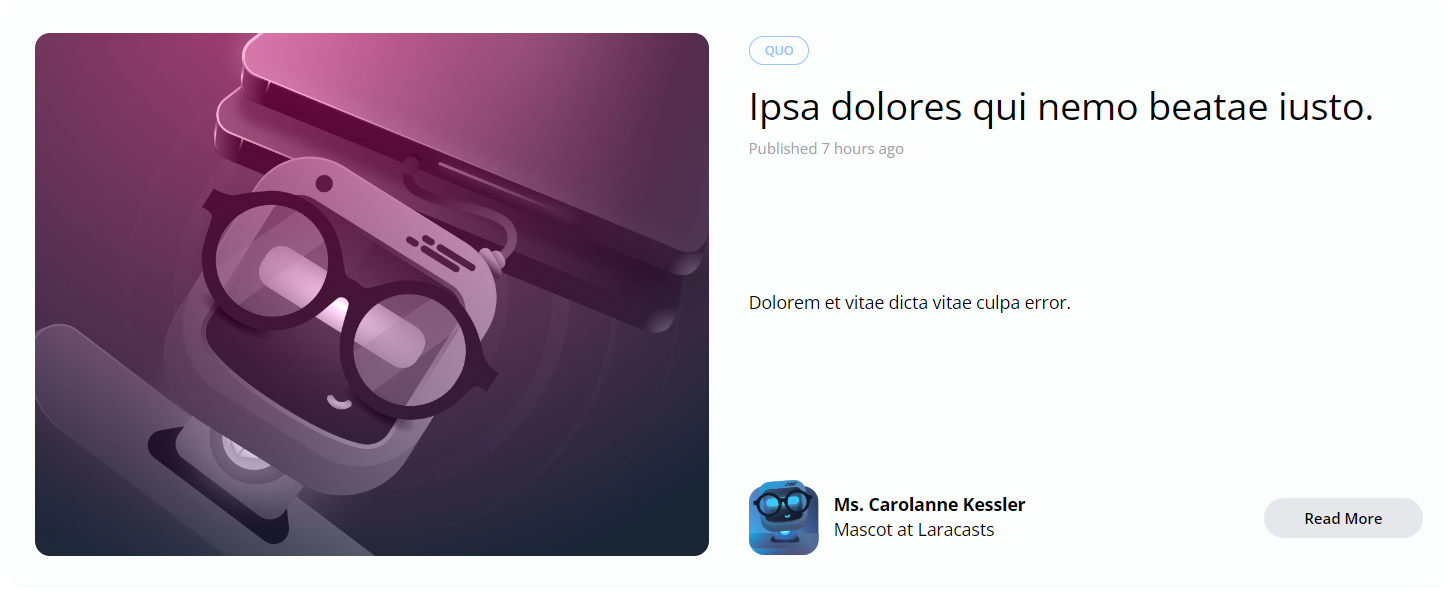 QUO
Ipsa dolores qui nemo beatae iusto.
Published 7 hours ago
Dolorem et vitae dicta vitae culpa error.
Ms. Carolanne Kessler
Mascot at Laracasts
Read More